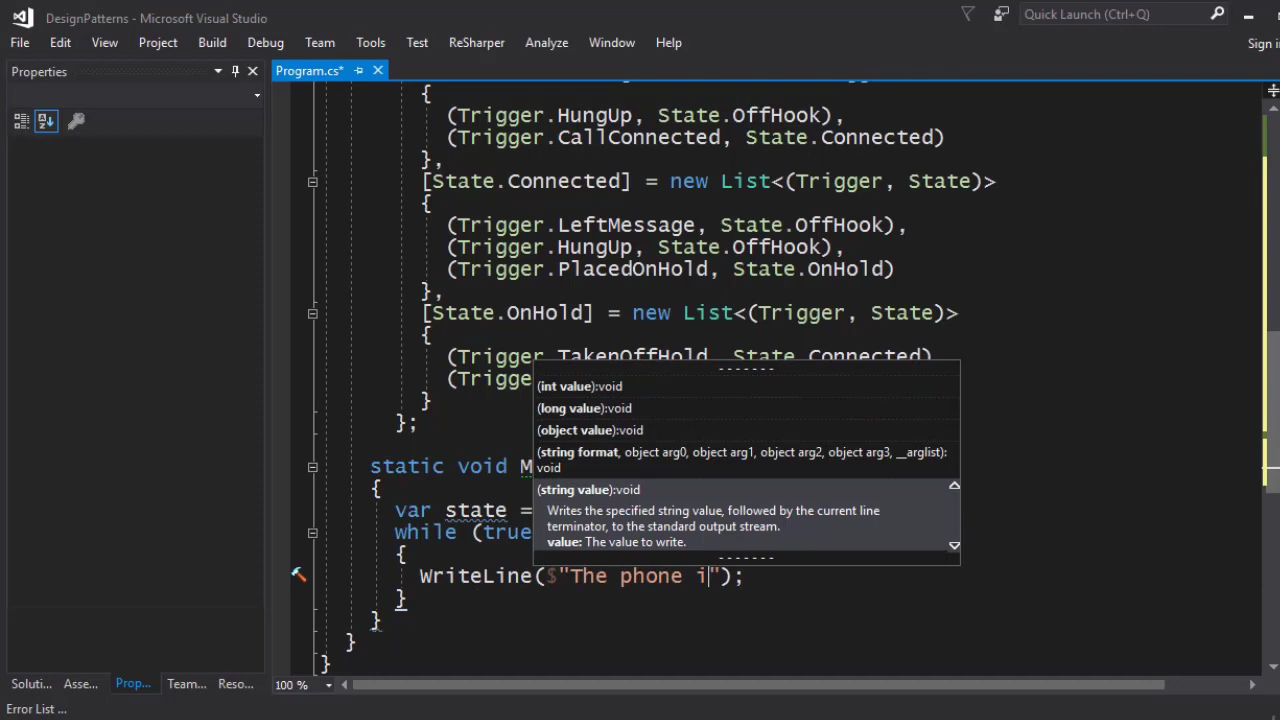 DesignPatterns - Microsoft Visual Studio
Quick Launch (Ctrl+Q)
File Edit View Project Build Debug Team Tools Test ReSharper Analyze Window Help
Sign in
Properties
Program.cs*
{
(Trigger.HungUp, State.OffHook),
(Trigger.CallConnected, State.Connected)
},
[State.Connected] = new List<(Trigger, State)>
{
(Trigger.LeftMessage, State.OffHook),
(Trigger.HungUp, State.OffHook),
(Trigger.PlacedOnHold, State.OnHold)
},
[State.OnHold] = new List<(Trigger, State)>
{
(Trigger.TakenOffHold, State.Connected)
(Trigge
}
};
(int value):void
(long value):void
(object value):void
(string format, object arg0, object arg1, object arg2, object arg3, __arglist):
void
(string value):void
Writes the specified string value, followed by the current line
terminator, to the standard output stream.
value: The value to write.
static void M
{
var state =
while (true
{
WriteLine($"The phone i");
}
}
}
}
Soluti... Asse... Prop... Team... Reso...
100 %
Error List ...